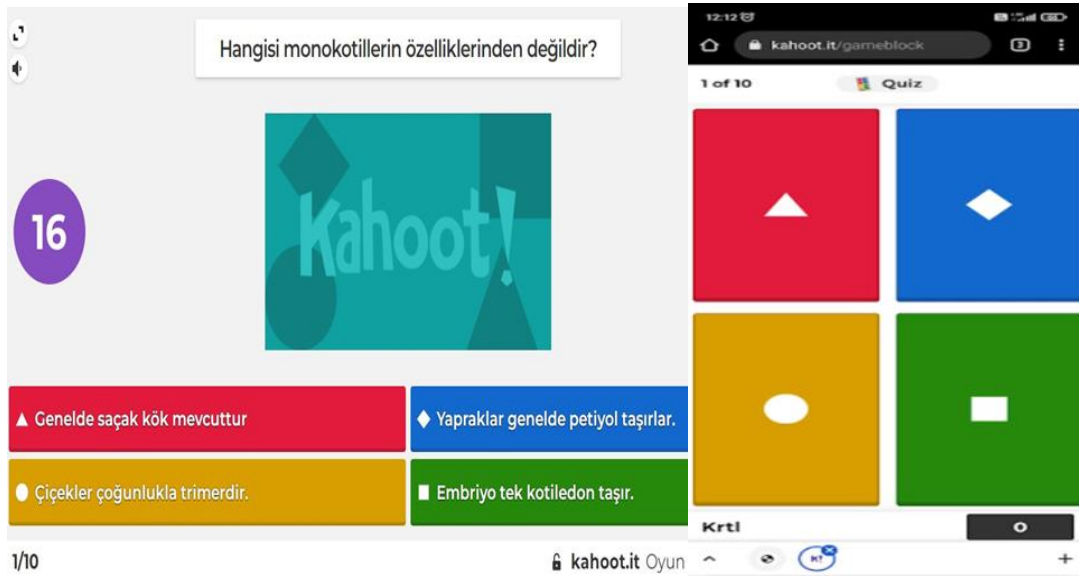 Hangisi monokotillerin özelliklerinden değildir?
16
Kahoot!
▲ Genelde saçak kök mevcuttur
◆ Yapraklar genelde petiyol taşırlar.
● Çiçekler çoğunlukla trimerdir.
■ Embriyo tek kotiledon taşır.
1/10
kahoot.it Oyun
12:12
kahoot.it/gameblock
3
1 of 10
Quiz
Krtl
0
K!